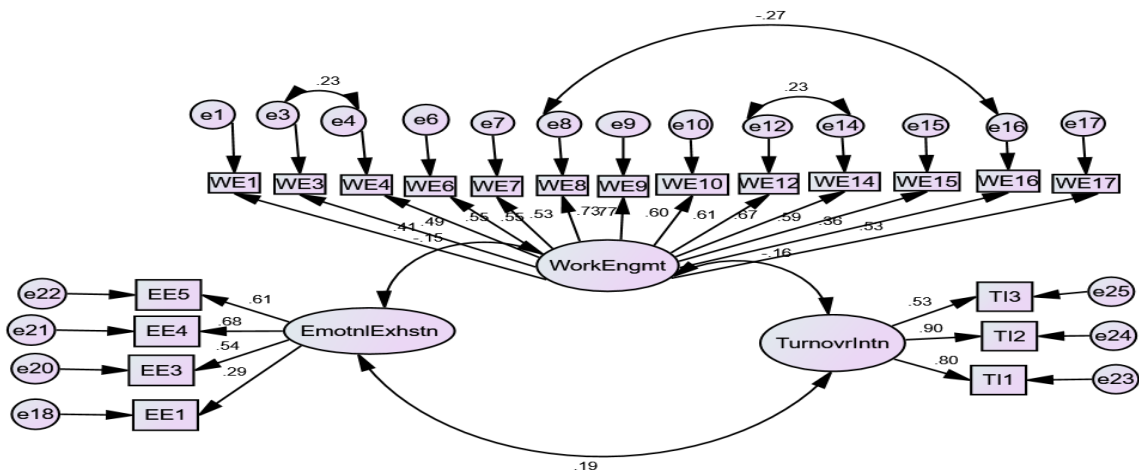 -.27
.23
.23
e1 e3 e4 e6 e7 e8 e9 e10 e12 e14 e15 e16 e17
WE1 WE3 WE4 WE6 WE7 WE8 WE9 WE10 WE12 WE14 WE15 WE16 WE17
.41 .49 .55 .55 .53 .73 .77 .60 .61 .67 .59 .36 .53
-.15
-.16
WorkEngmt
e22 EE5 .61
e21 EE4 .68
e20 EE3 .54
e18 EE1 .29
EmotnlExhstn
TurnovrIntn
.53 TI3 e25
.90 TI2 e24
.80 TI1 e23
.19